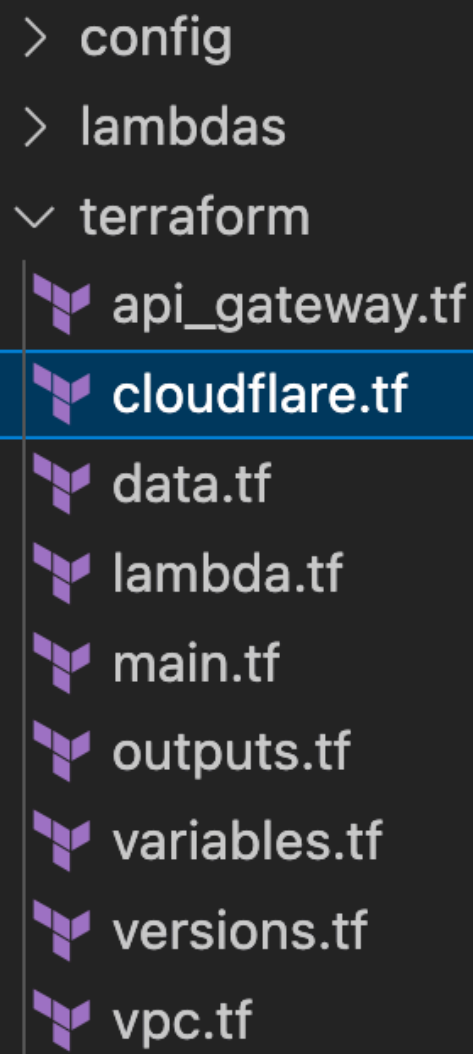 config
lambdas
terraform
api_gateway.tf
cloudflare.tf
data.tf
lambda.tf
main.tf
outputs.tf
variables.tf
versions.tf
vpc.tf